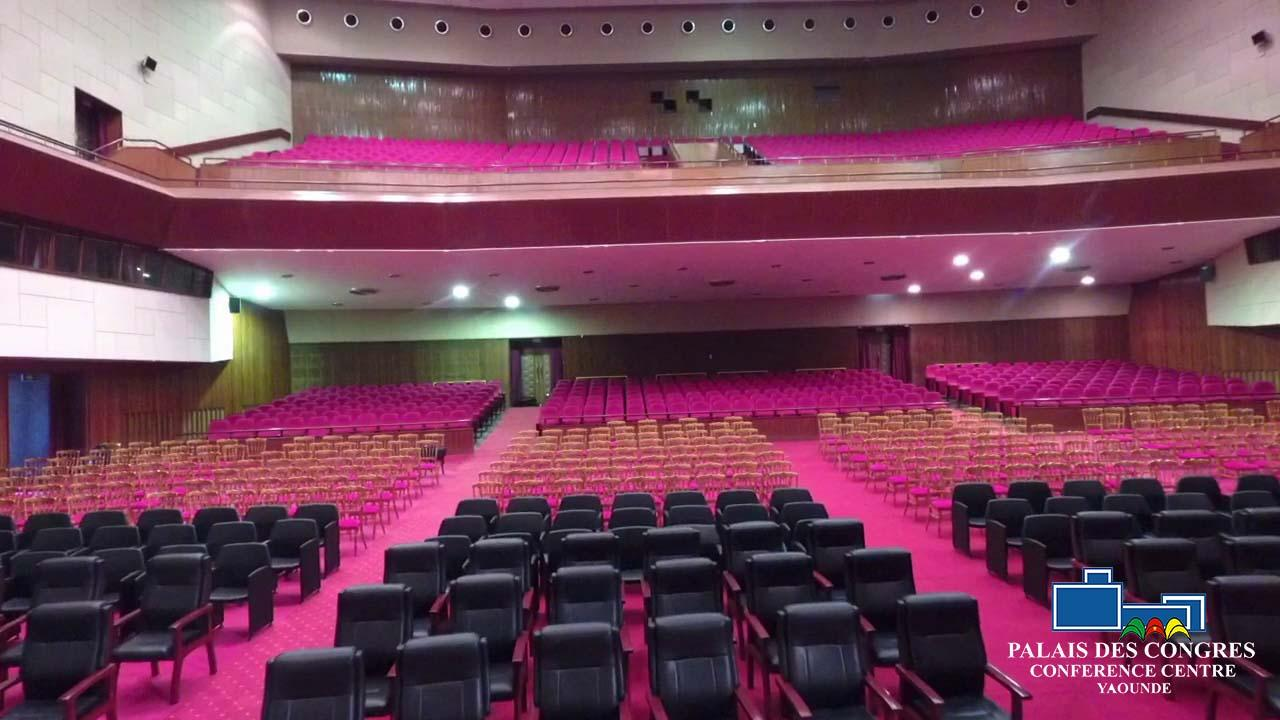 PALAIS DES CONGRES
CONFERENCE CENTRE
YAOUNDE